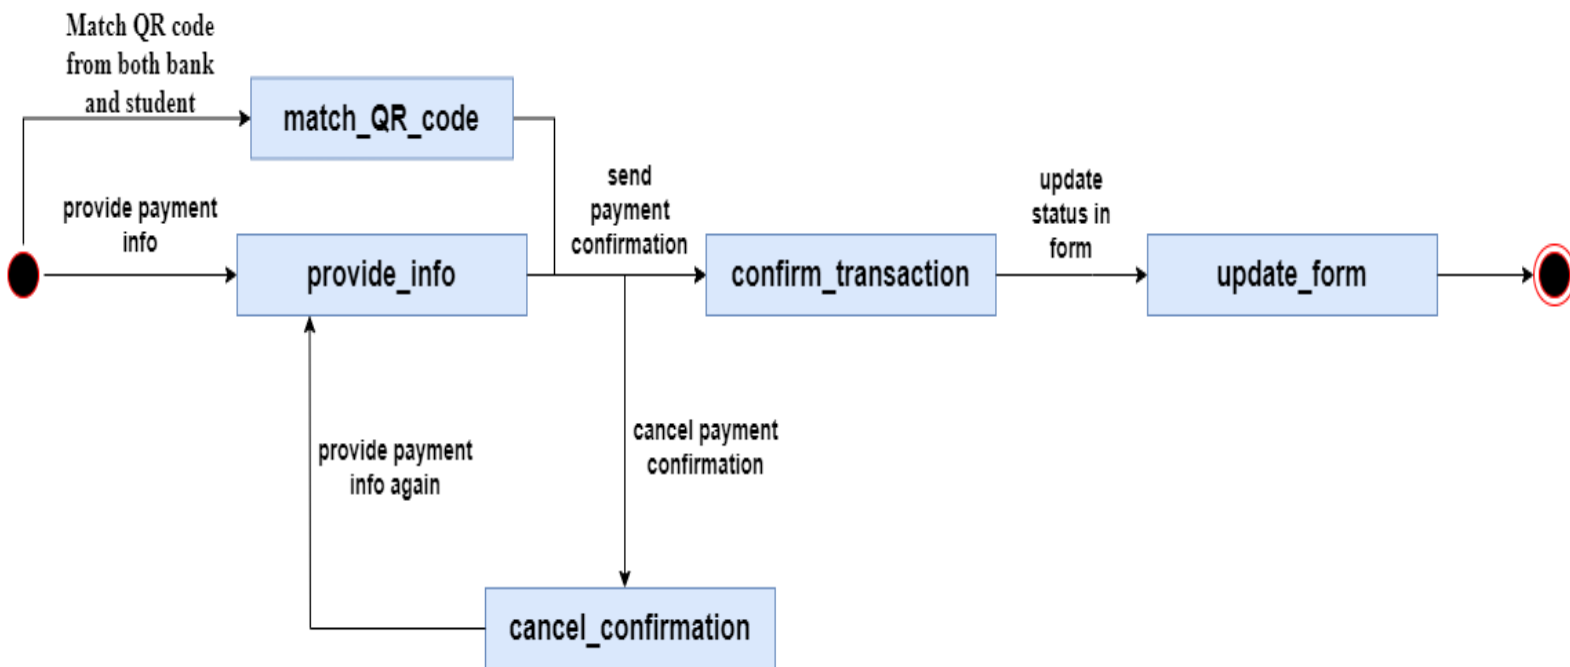 Match QR code
from both bank
and student
match_QR_code
provide payment
info
provide_info
send
payment
confirmation
confirm_transaction
update
status in
form
update_form
provide payment
info again
cancel payment
confirmation
cancel_confirmation